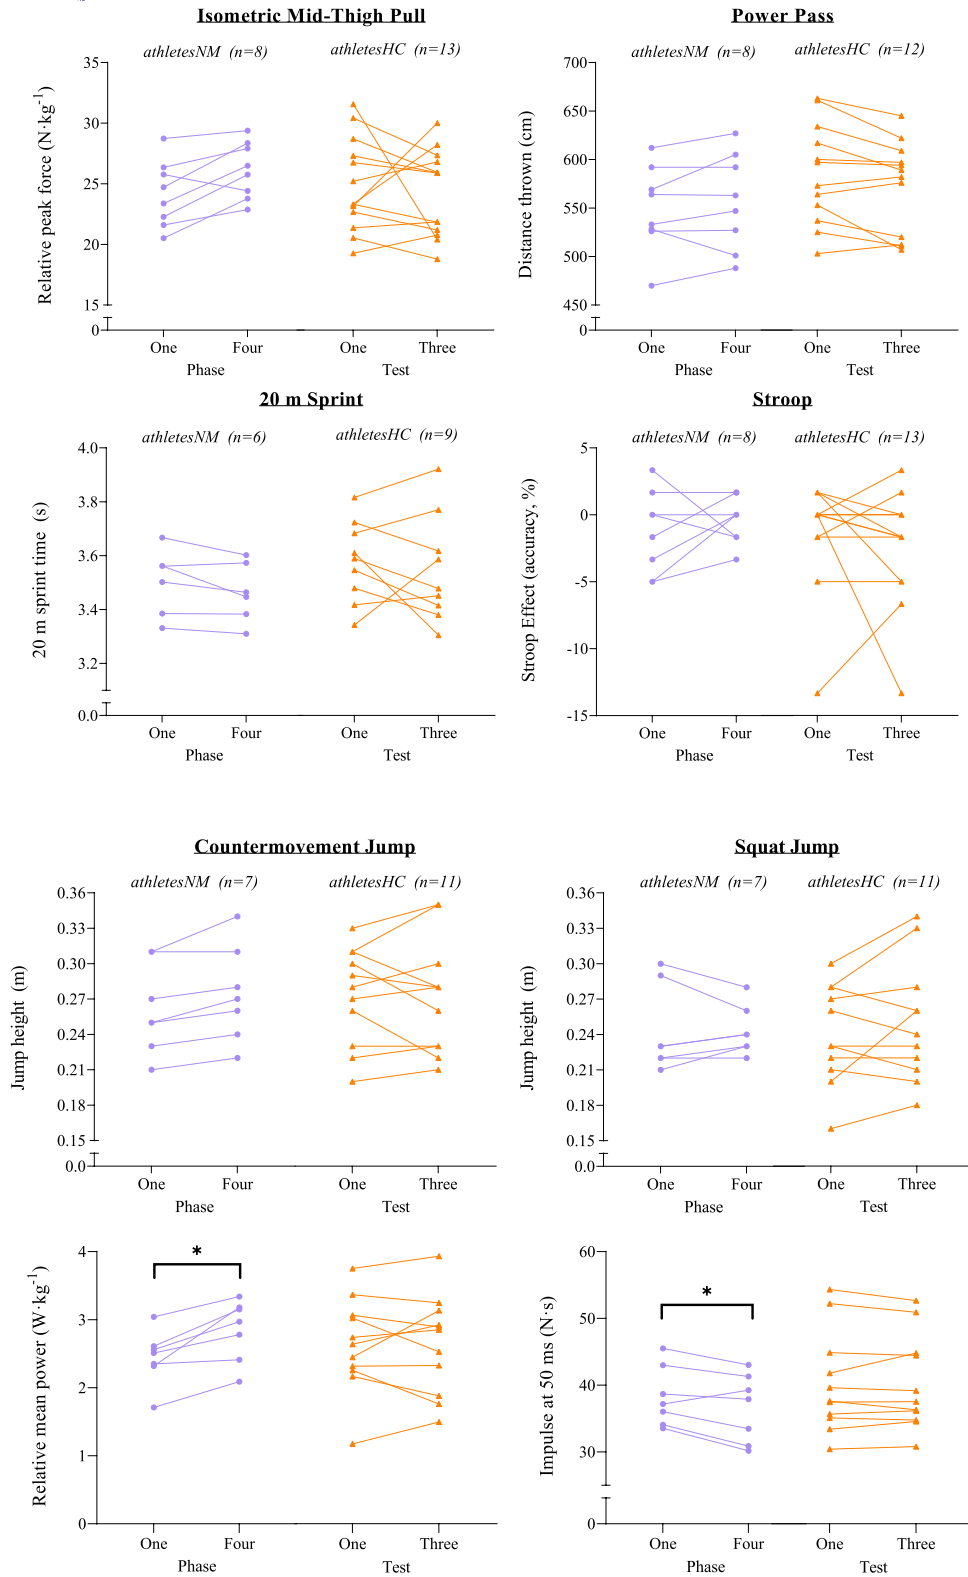 Isometric Mid-Thigh Pull
athletesNM (n=8)
athletesHC (n=13)
Relative peak force (N·kg-1)
35
30
25
20
15
0
One
Four
One
Three
Phase
Test
Power Pass
athletesNM (n=8)
athletesHC (n=12)
Distance thrown (cm)
700
650
600
550
500
450
0
One
Four
One
Three
Phase
Test
20 m Sprint
athletesNM (n=6)
athletesHC (n=9)
20 m sprint time (s)
4.0
3.8
3.6
3.4
3.2
0.0
One
Four
One
Three
Phase
Test
Stroop
athletesNM (n=8)
athletesHC (n=13)
Stroop Effect (accuracy, %)
5
0
-5
-10
-15
One
Four
One
Three
Phase
Test
Countermovement Jump
athletesNM (n=7)
athletesHC (n=11)
Jump height (m)
0.36
0.33
0.30
0.27
0.24
0.21
0.18
0.15
0.0
One
Four
One
Three
Phase
Test
Squat Jump
athletesNM (n=7)
athletesHC (n=11)
Jump height (m)
0.36
0.33
0.30
0.27
0.24
0.21
0.18
0.15
0.0
One
Four
One
Three
Phase
Test
Relative mean power (W·kg-1)
4
3
2
1
0
*
One
Four
One
Three
Phase
Test
Impulse at 50 ms (N·s)
60
50
40
30
0
*
One
Four
One
Three
Phase
Test